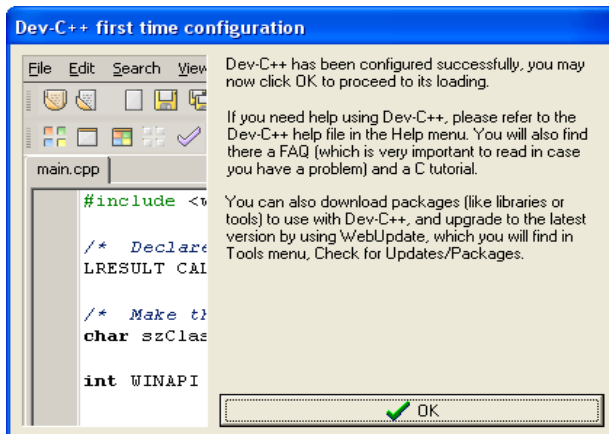 Dev-C++ first time configuration
File Edit Search View
main.cpp
#include <w
/* Declare
LRESULT CAL
/* Make th
char szClas
int WINAPI
Dev-C++ has been configured successfully, you may
now click OK to proceed to its loading.
If you need help using Dev-C++, please refer to the
Dev-C++ help file in the Help menu. You will also find
there a FAQ (which is very important to read in case
you have a problem) and a C tutorial.
You can also download packages (like libraries or
tools) to use with Dev-C++, and upgrade to the latest
version by using WebUpdate, which you will find in
Tools menu, Check for Updates/Packages.
OK